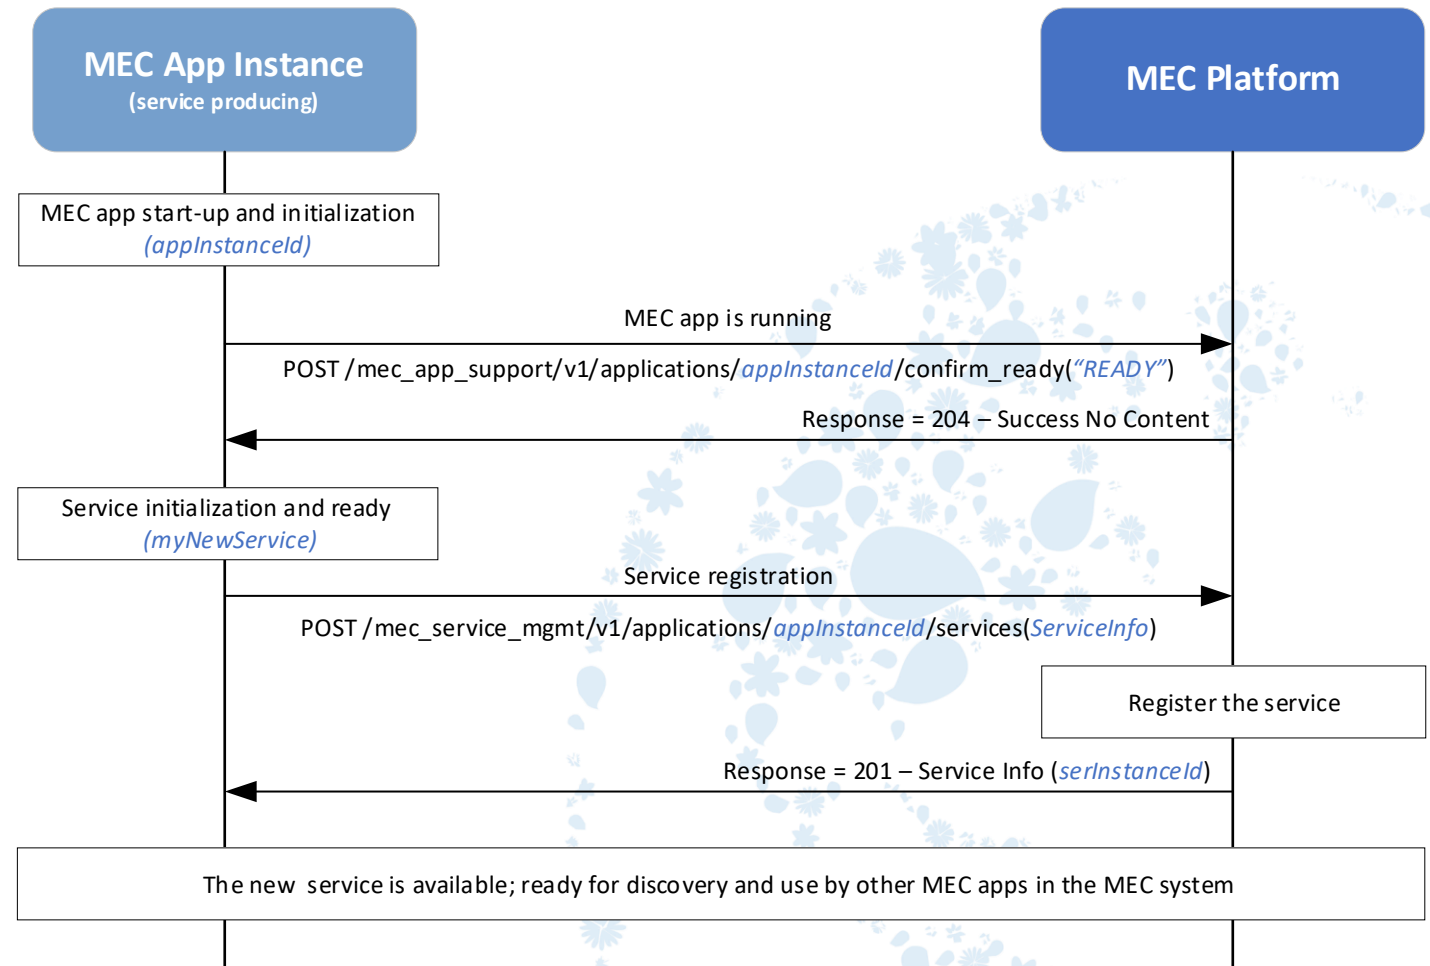 MEC App Instance
(service producing)
MEC Platform
MEC app start-up and initialization
(appInstanceId)
MEC app is running
POST /mec_app_support/v1/applications/appInstanceId/confirm_ready(“READY”)
Response = 204 – Success No Content
Service initialization and ready
(myNewService)
Service registration
POST /mec_service_mgmt/v1/applications/appInstanceId/services(ServiceInfo)
Register the service
Response = 201 – Service Info (serInstanceId)
The new service is available; ready for discovery and use by other MEC apps in the MEC system